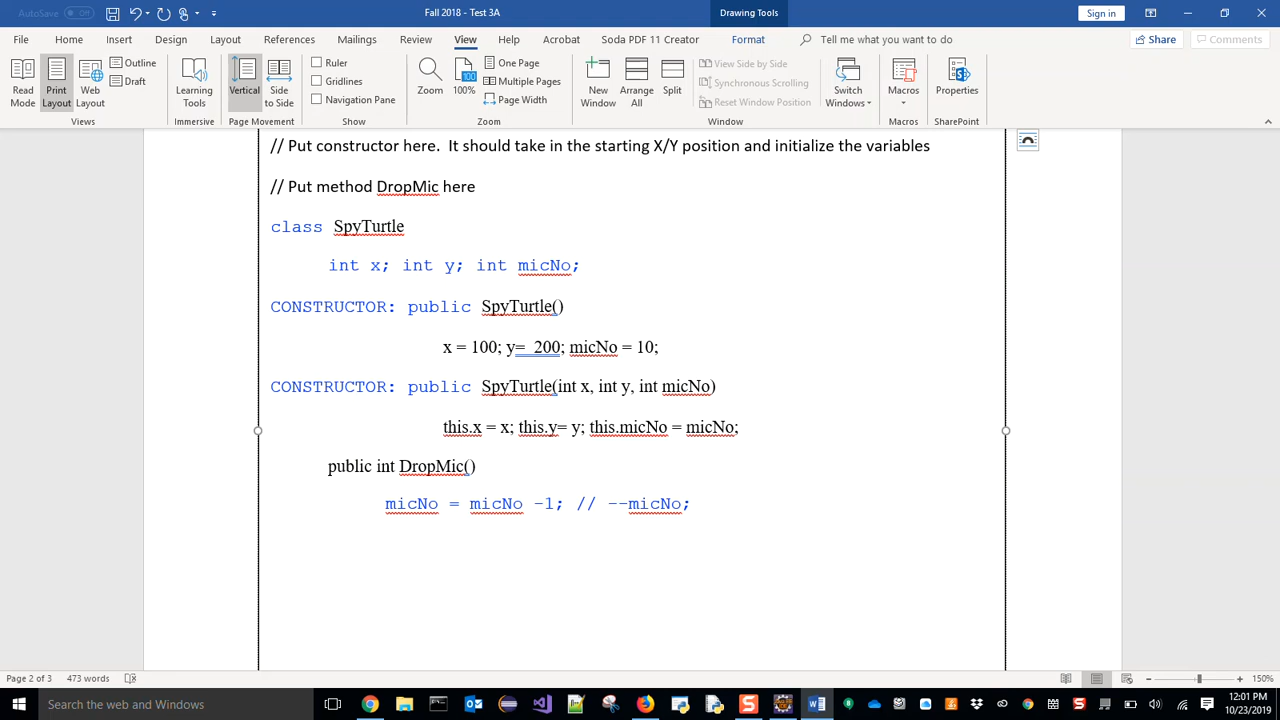 AutoSave Off
Fall 2018 - Test 3A
Drawing Tools
Sign in
File Home Insert Design Layout References Mailings Review View Help Acrobat Soda PDF 11 Creator Format Tell me what you want to do Share Comments
Read Mode
Print Layout
Web Layout
Outline
Draft
Views
Learning Tools
Immersive
Vertical
Side to Side
Page Movement
Ruler
Gridlines
Navigation Pane
Show
Zoom
100%
One Page
Multiple Pages
Page Width
Zoom
New Window
Arrange All
Split
View Side by Side
Synchronous Scrolling
Reset Window Position
Window
Switch Windows
Macros
Macros
Properties
SharePoint
// Put constructor here.  It should take in the starting X/Y position and initialize the variables
// Put method DropMic here
class SpyTurtle
int x; int y; int micNo;
CONSTRUCTOR: public SpyTurtle()
x = 100; y=  200; micNo = 10;
CONSTRUCTOR: public SpyTurtle(int x, int y, int micNo)
this.x = x; this.y= y; this.micNo = micNo;
public int DropMic()
micNo = micNo -1; // --micNo;
Page 2 of 3 473 words
150%
Search the web and Windows
12:01 PM
10/23/2019